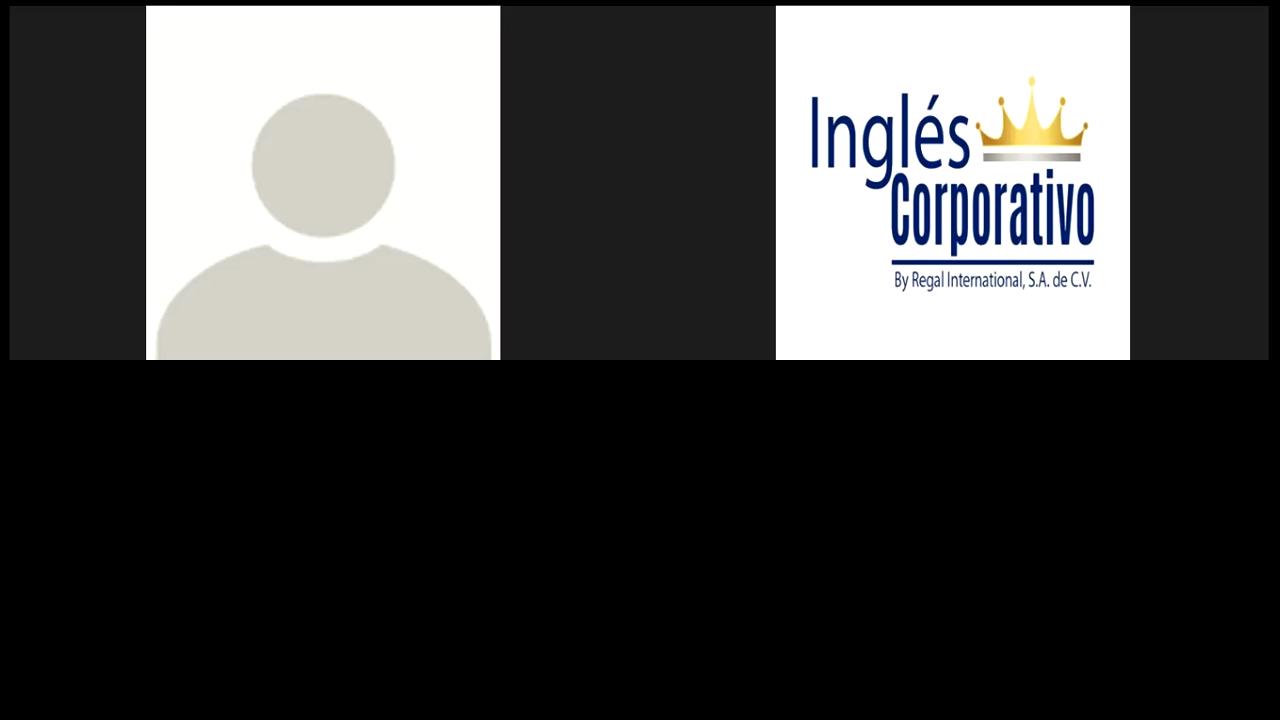 Inglés
Corporativo
By Regal International, S.A. de C.V.